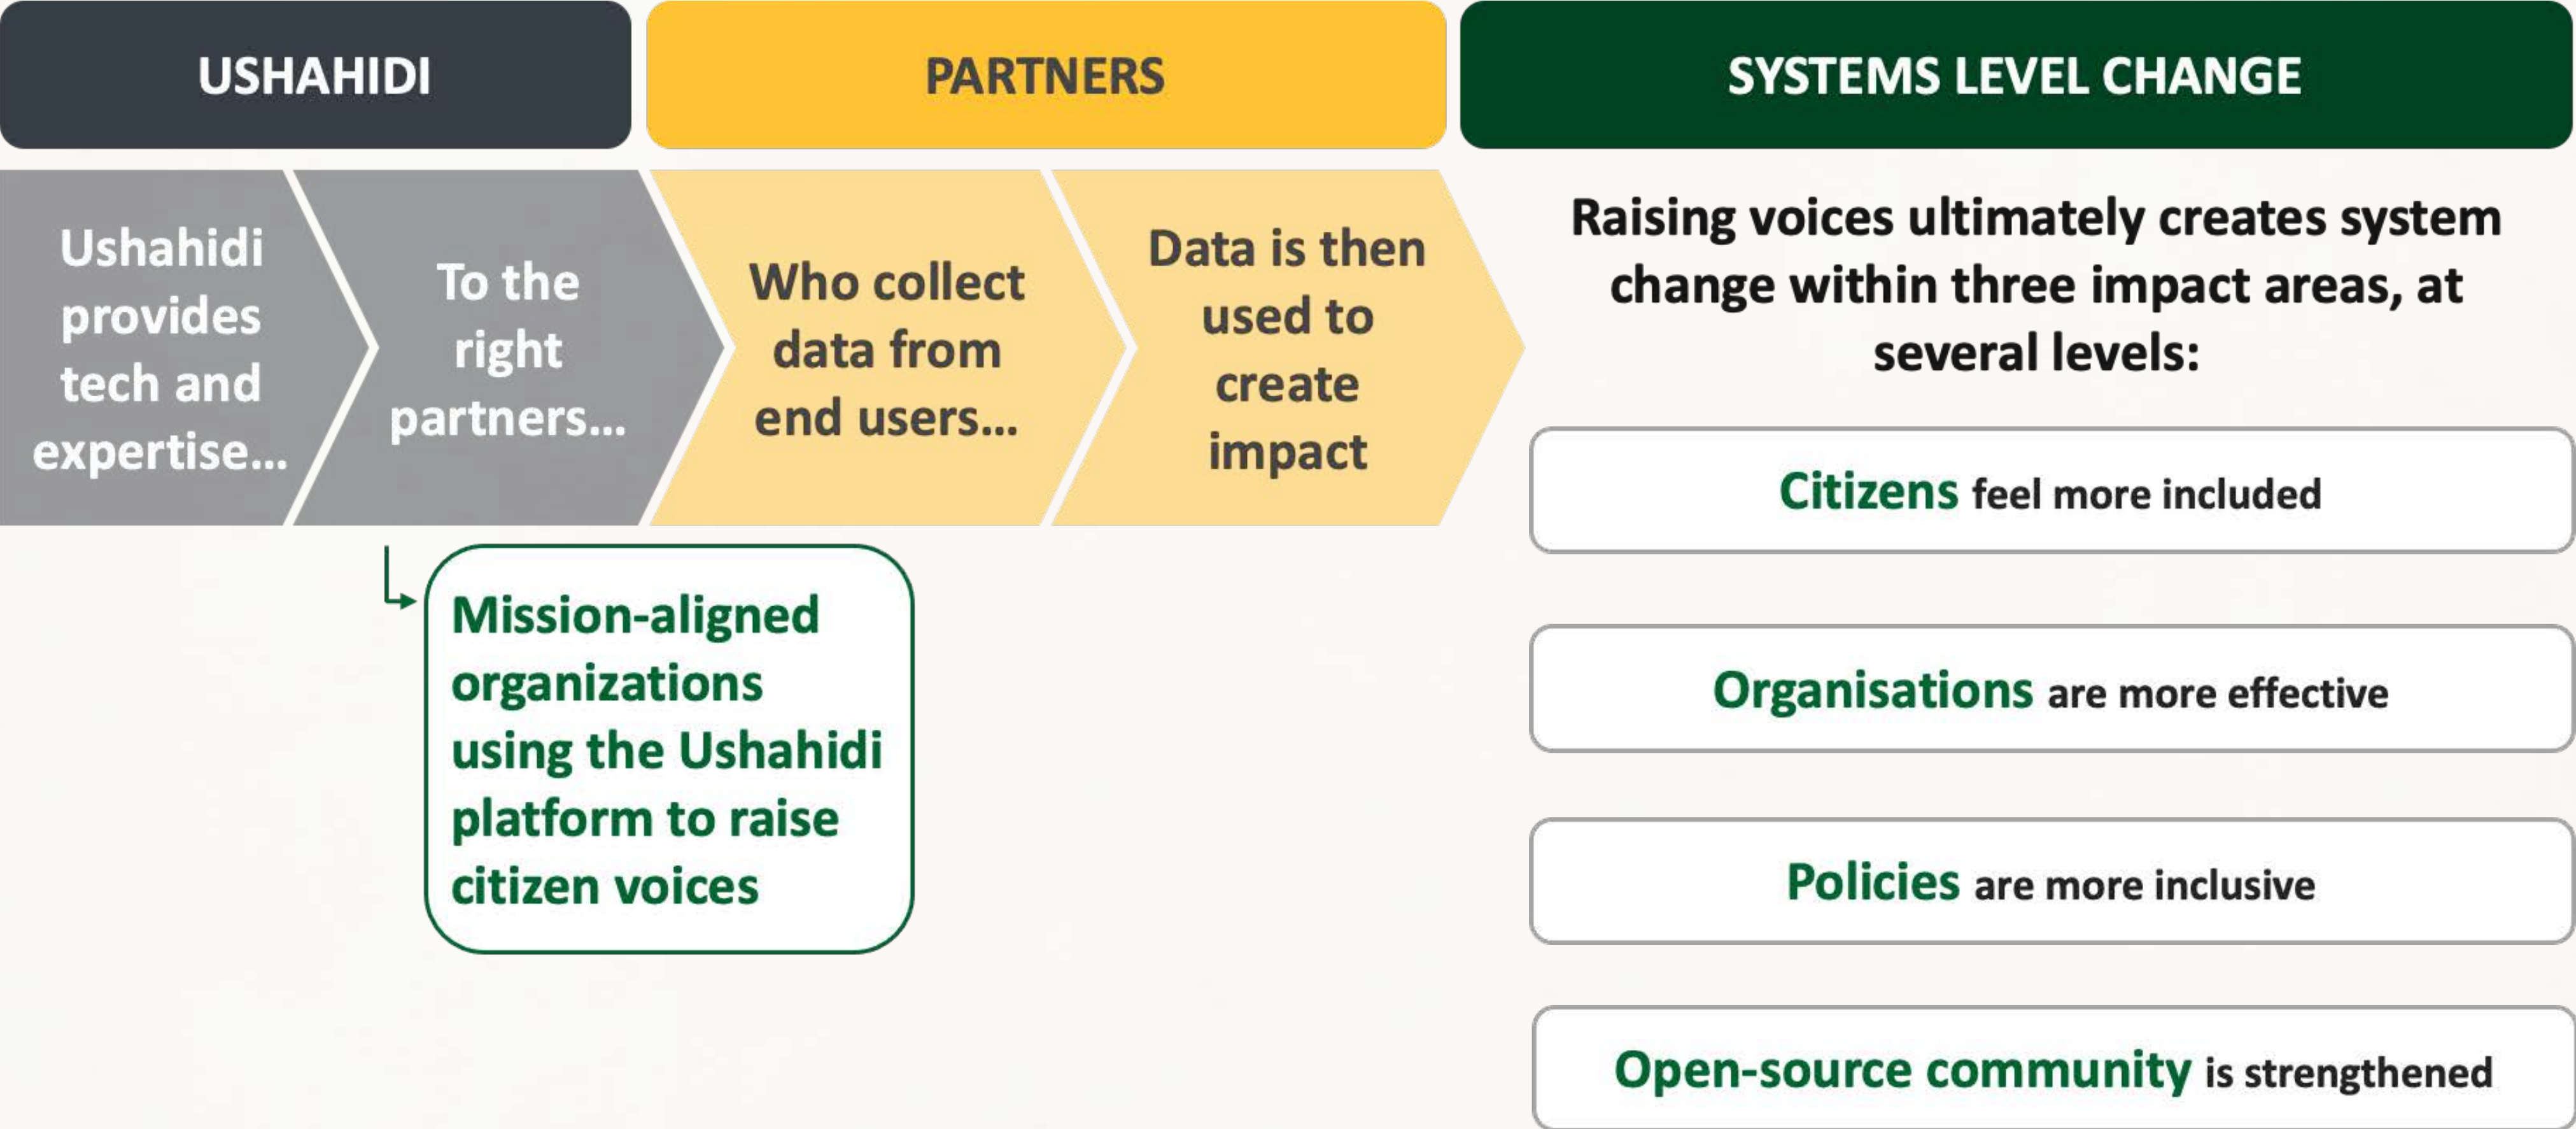 USHAHIDI
PARTNERS
SYSTEMS LEVEL CHANGE
Ushahidi
provides
tech and
expertise...
To the
right
partners...
Who collect
data from
end users...
Data is then
used to
create
impact
Mission-aligned
organizations
using the Ushahidi
platform to raise
citizen voices
Raising voices ultimately creates system
change within three impact areas, at
several levels:
Citizens feel more included
Organisations are more effective
Policies are more inclusive
Open-source community is strengthened